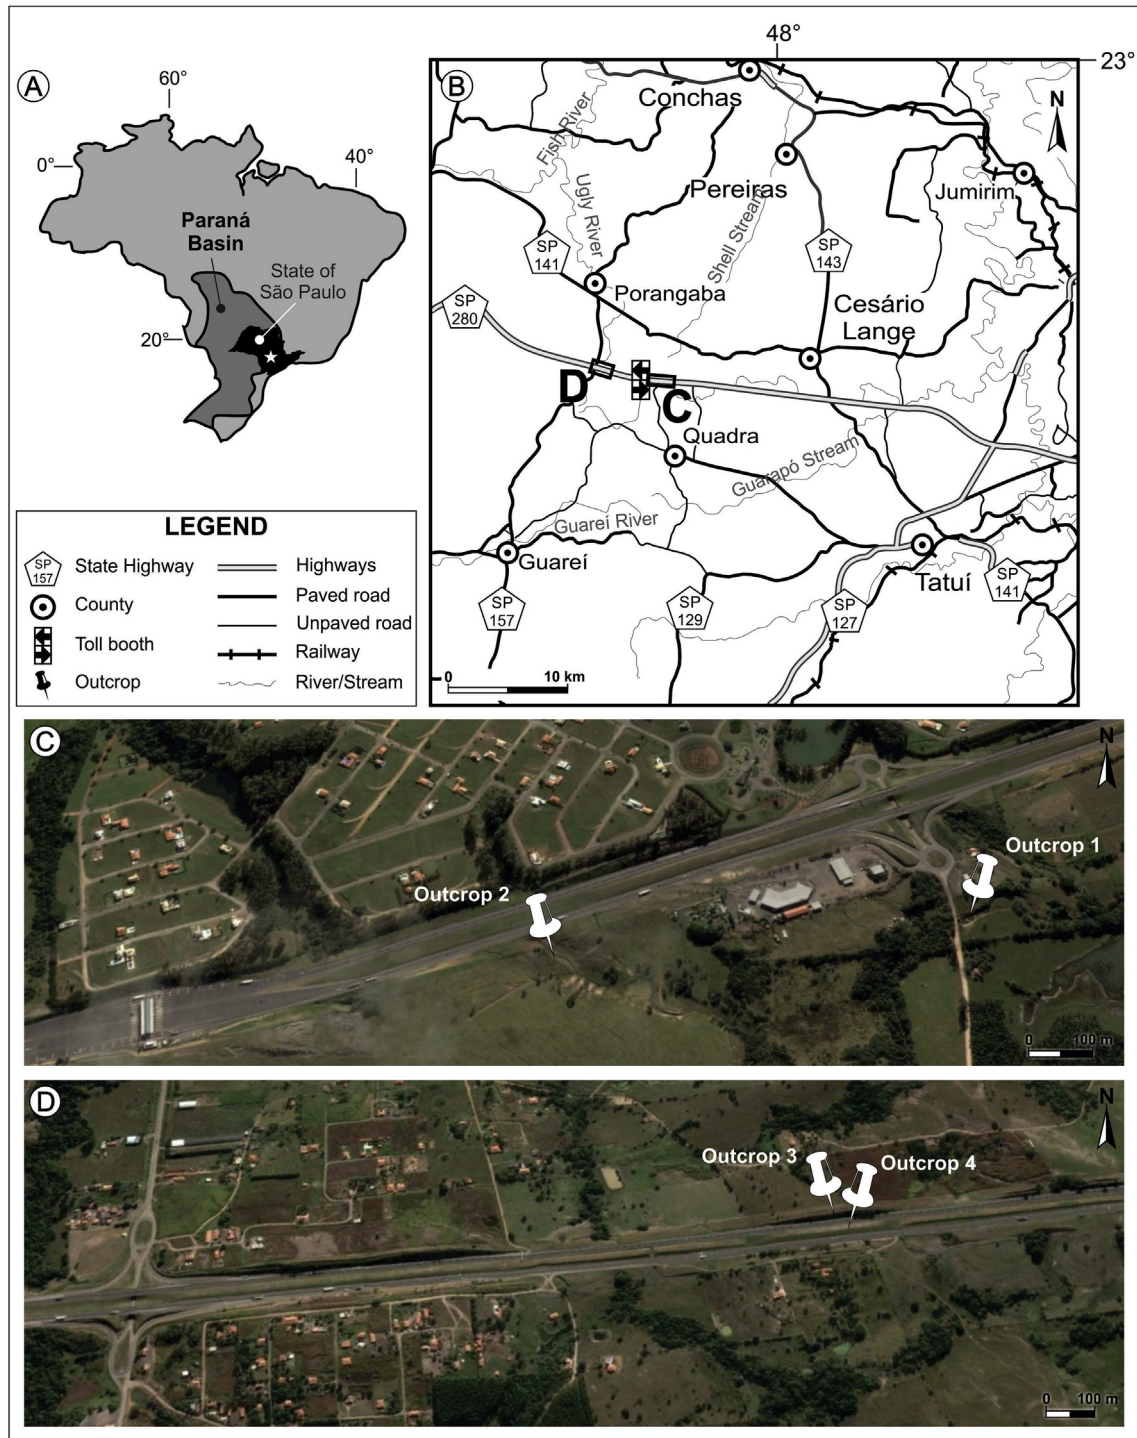 A
60°
0°
40°
Paraná
Basin
State of
São Paulo
20°
48°
23°
B
N
Conchas
Fish River
Pereiras
Jumirim
Ugly River
Shell Stream
SP
141
SP
143
Porangaba
SP
280
Cesário
Lange
D
C
Quadra
Guarapó Stream
Guareí River
Guareí
Tatuí
SP
157
SP
129
SP
127
SP
141
0 10 km
LEGEND
SP
157
State Highway
County
Toll booth
Outcrop
Highways
Paved road
Unpaved road
Railway
River/Stream
C
N
Outcrop 1
Outcrop 2
0 100 m
D
N
Outcrop 3
Outcrop 4
0 100 m